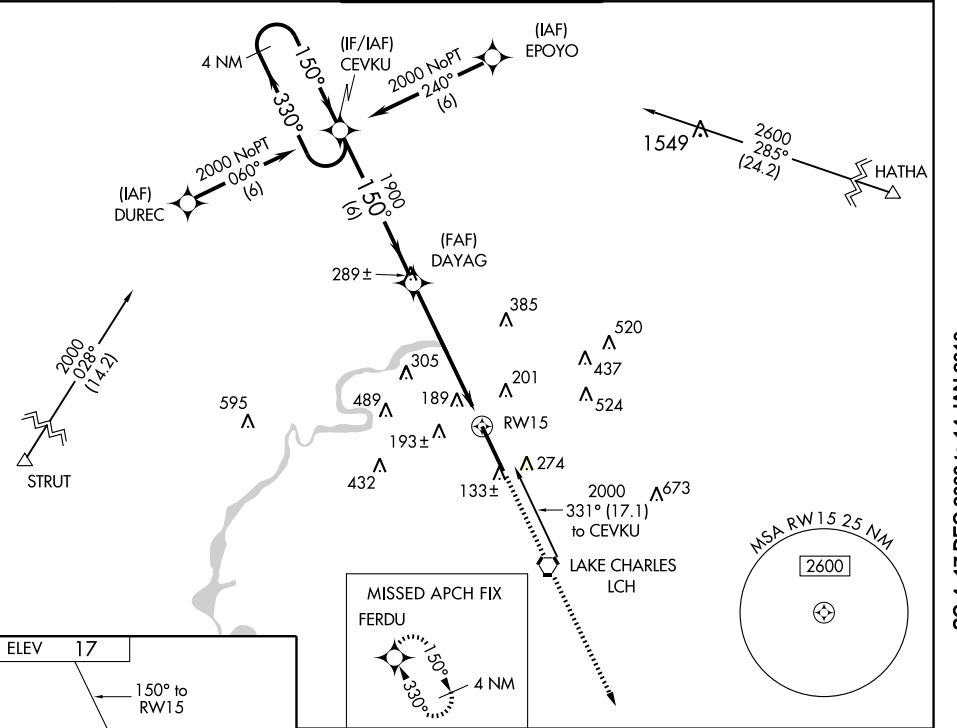 (IAF)
EPOYO
(IF/IAF)
CEVKU
4 NM
150°
330°
2000 NoPT
240°
(6)
1549
2600
285°
(24.2)
HATHA
2000 NoPT
060°
(6)
(IAF)
DUREC
1900
150°
(6)
(FAF)
DAYAG
289±
385
520
437
2000
028°
(14.2)
305
201
524
595
489
189
RW15
193±
STRUT
432
274
133±
2000
331° (17.1)
to CEVKU
673
LAKE CHARLES
LCH
MSA RW15 25 NM
2600
MISSED APCH FIX
FERDU
150°
330°
4 NM
ELEV 17
150° to
RW15